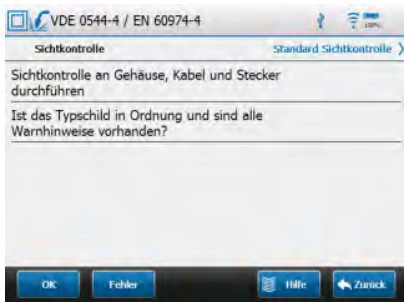 VDE 0544-4 / EN 60974-4
100%
Sichtkontrolle
Standard Sichtkontrolle
Sichtkontrolle an Gehäuse, Kabel und Stecker
durchführen
Ist das Typschild in Ordnung und sind alle
Warnhinweise vorhanden?
OK
Fehler
Hilfe
Zurück